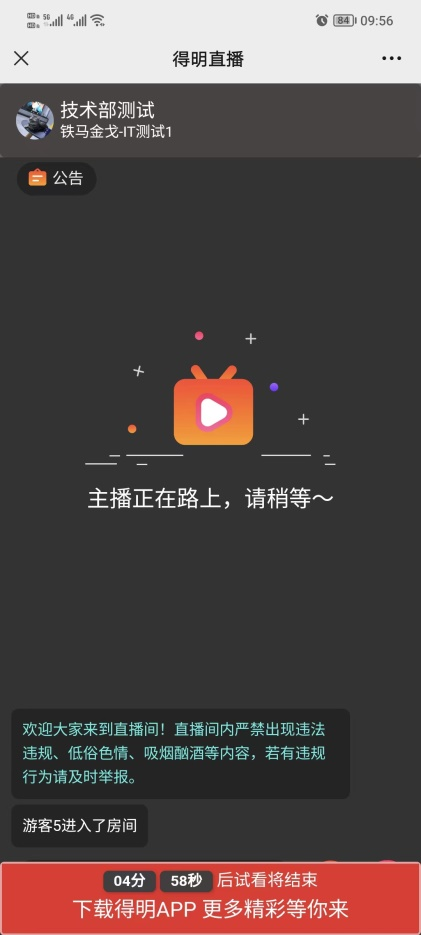 84 09:56
得明直播
技术部测试
铁马金戈-IT测试1
公告
主播正在路上，请稍等～
欢迎大家来到直播间！直播间内严禁出现违法
违规、低俗色情、吸烟酗酒等内容，若有违规
行为请及时举报。
游客5进入了房间
04分 58秒 后试看将结束
下载得明APP 更多精彩等你来